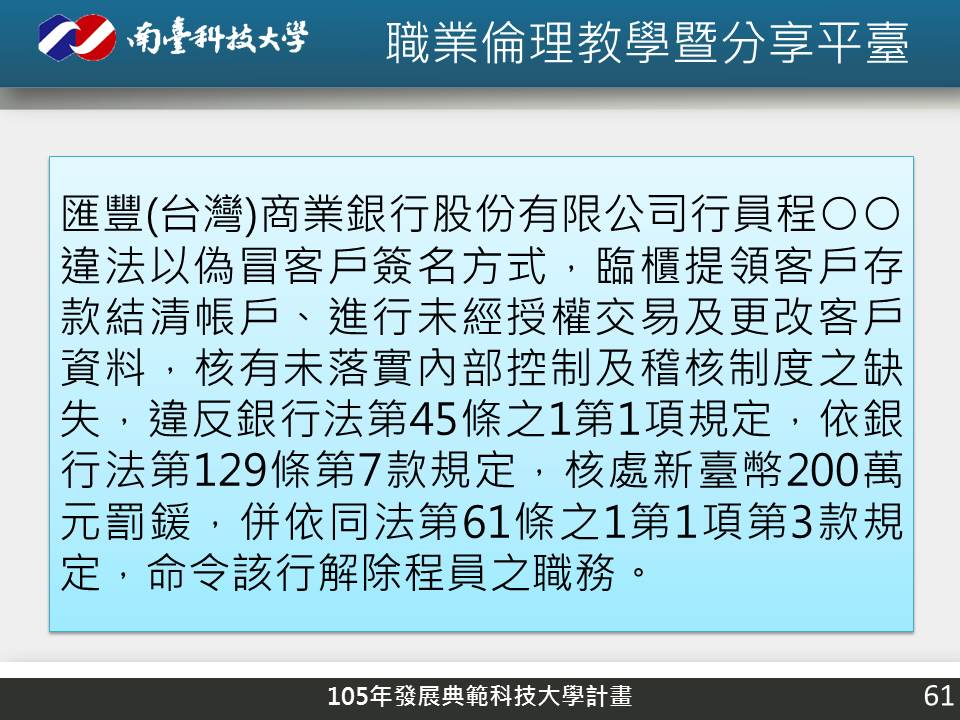 南臺科技大學
職業倫理教學暨分享平臺
匯豐(台灣)商業銀行股份有限公司行員程○○
違法以偽冒客戶簽名方式，臨櫃提領客戶存
款結清帳戶、進行未經授權交易及更改客戶
資料，核有未落實內部控制及稽核制度之缺
失，違反銀行法第45條之1第1項規定，依銀
行法第129條第7款規定，核處新臺幣200萬
元罰鍰，併依同法第61條之1第1項第3款規
定，命令該行解除程員之職務。
105年發展典範科技大學計畫
61